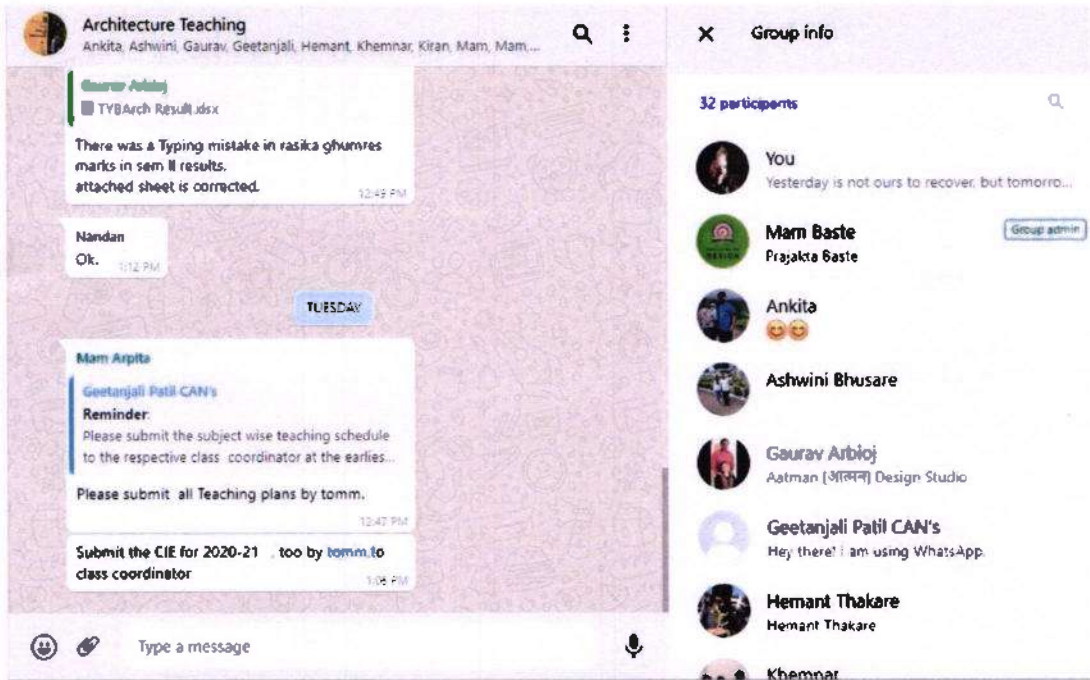 Architecture Teaching
Ankita, Ashwini, Gaurav, Geetanjali, Hemant, Khemnar, Kiran, Mam, Mam,...
Gaurav Arbioj
TYBArch Result.xlsx
There was a Typing mistake in rasika ghumres
marks in sem II results.
attached sheet is corrected.
12:49 PM
Nandan
Ok.
1:12 PM
TUESDAY
Mam Arpita
Geetanjali Patil CAN's
Reminder:
Please submit the subject wise teaching schedule
to the respective class coordinator at the earlies...
Please submit all Teaching plans by tomm.
12:47 PM
Submit the CIE for 2020-21 . too by tomm.to
class coordinator
Type a message
Group info
32 participants
You
Yesterday is not ours to recover, but tomorro...
Mam Baste
Group admin
Prajakta Baste
DESIGN
Ankita
😊😊
Ashwini Bhusare
Gaurav Arbioj
Aatman (आत्मन) Design Studio
Geetanjali Patil CAN's
Hey there! I am using WhatsApp.
Hemant Thakare
Hemant Thakare
Khemnar